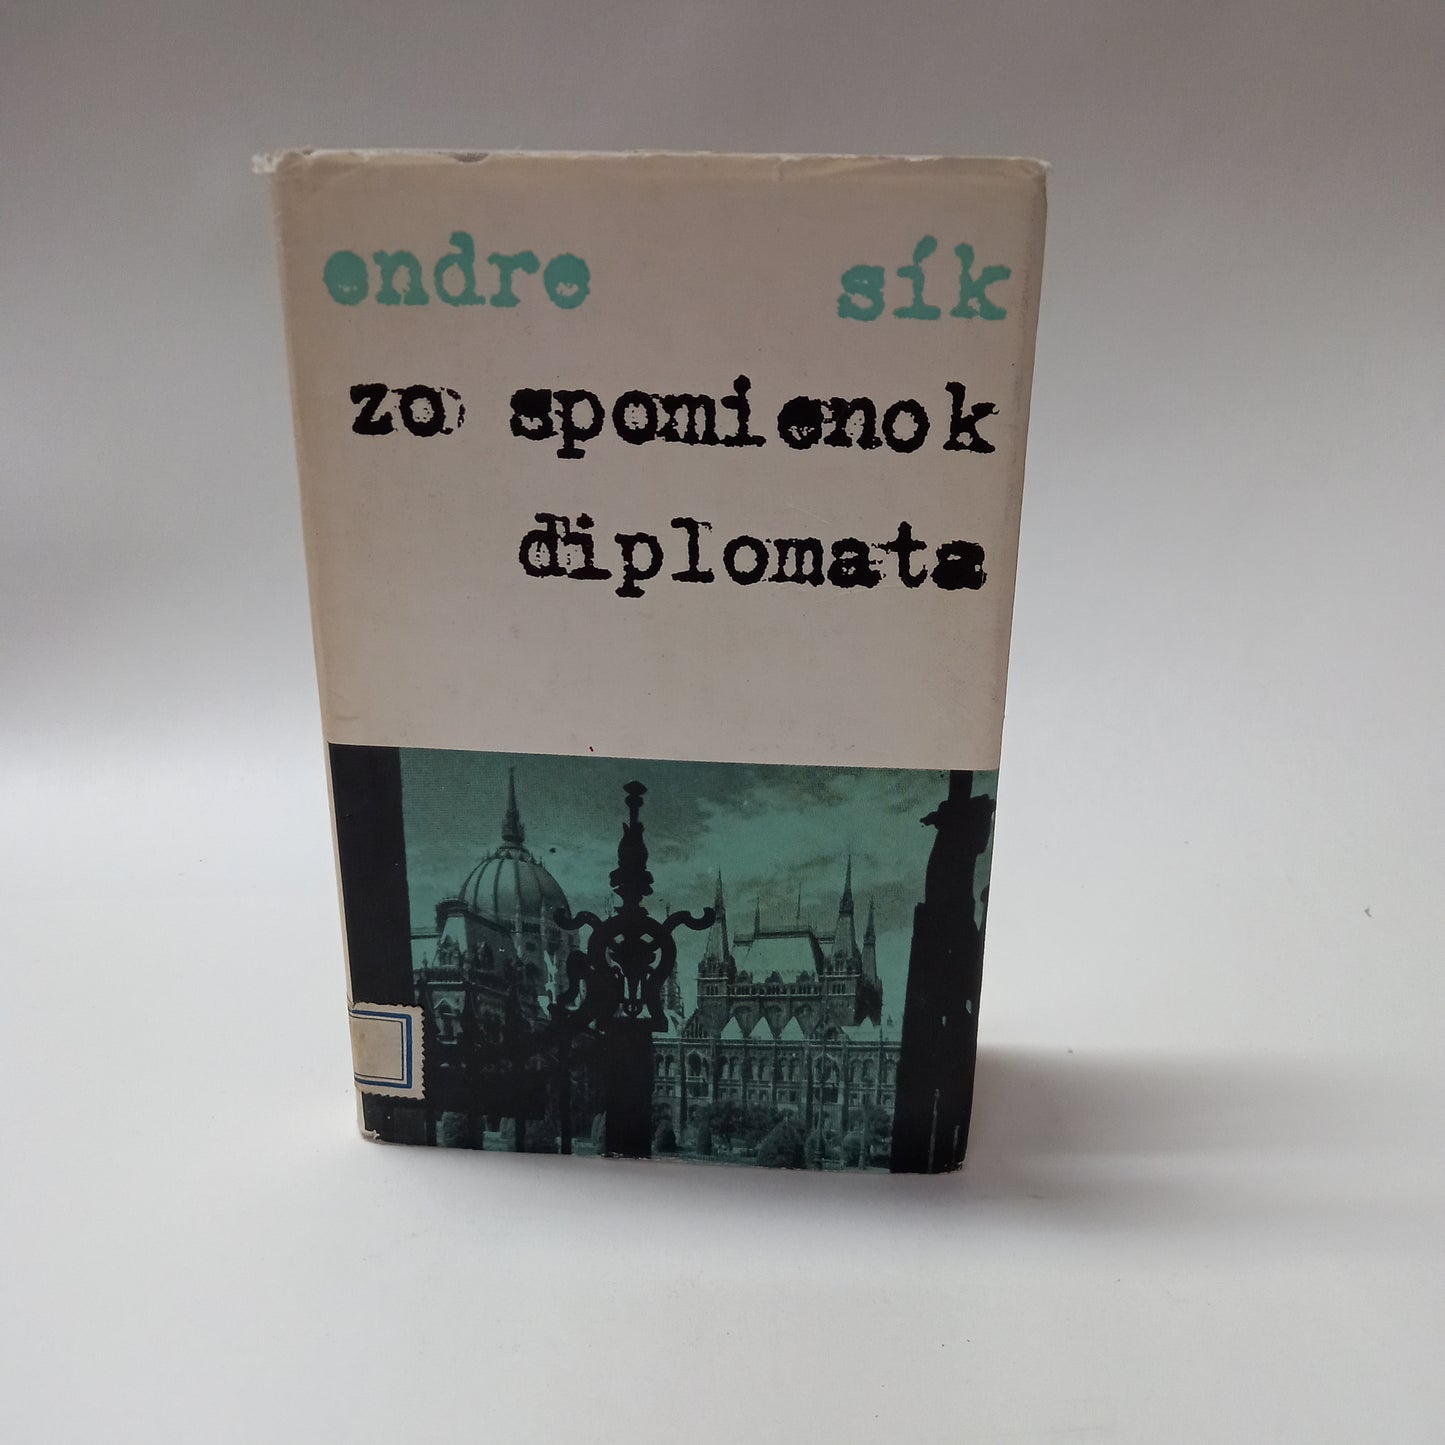 endre sík
zo spomienok
diplomata